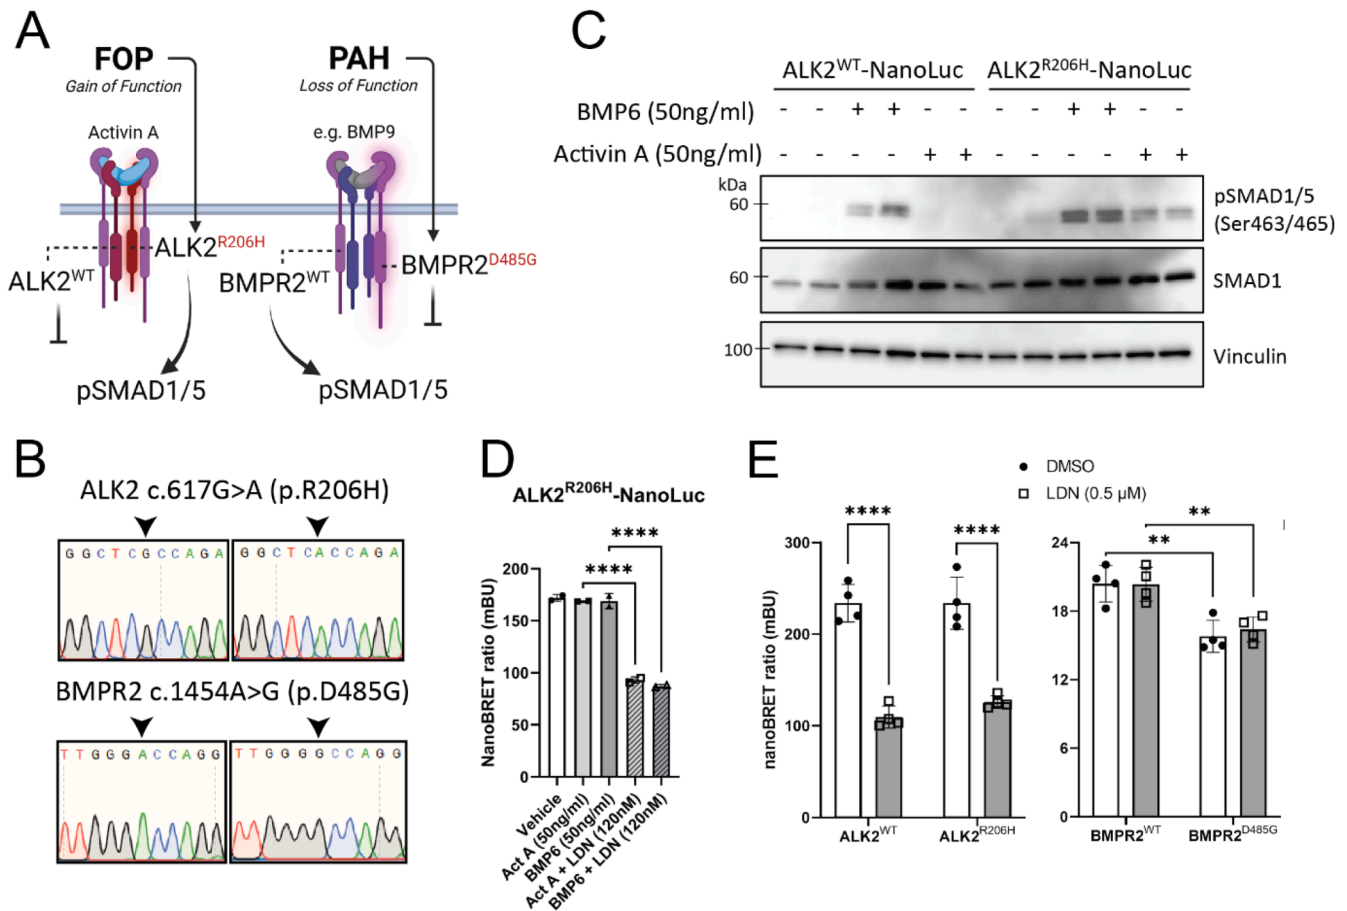 A
FOP
Gain of Function
PAH
Loss of Function
Activin A
e.g. BMP9
ALK2R206H
ALK2WT
BMPR2WT
BMPR2D485G
pSMAD1/5
pSMAD1/5
B
ALK2 c.617G>A (p.R206H)
G G C T C G C C A G A
G G C T C A C C A G A
BMPR2 c.1454A>G (p.D485G)
T T G G G A C C A G G
T T G G G G C C A G G
C
ALK2WT-NanoLuc
ALK2R206H-NanoLuc
BMP6 (50ng/ml) - - + + - - - - + + - -
Activin A (50ng/ml) - - - - + + - - - - + +
kDa
60
pSMAD1/5
(Ser463/465)
60
SMAD1
100
Vinculin
D
ALK2R206H-NanoLuc
****
****
NanoBRET ratio (mBU)
200
150
100
50
0
Vehicle
Act A (50ng/ml)
BMP6 (50ng/ml)
Act A + LDN (120nM)
BMP6 + LDN (120nM)
E
DMSO
LDN (0.5 μM)
****
****
nanoBRET ratio (mBU)
300
200
100
0
ALK2WT
ALK2R206H
**
**
24
18
12
6
0
BMPR2WT
BMPR2D485G